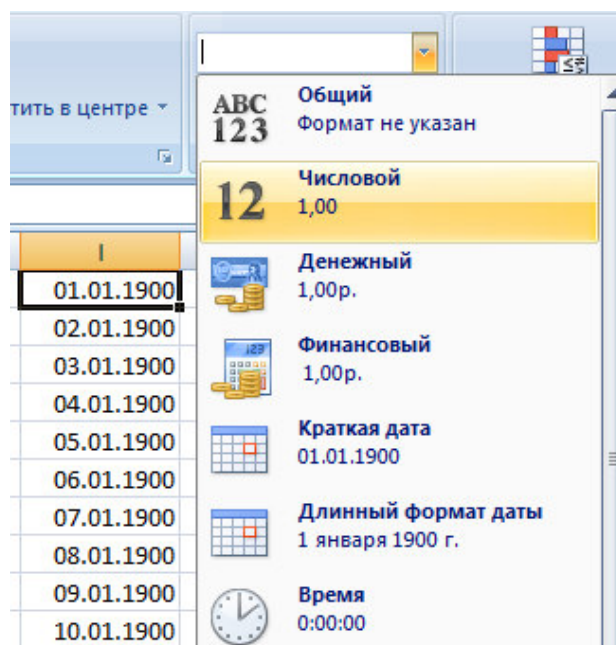 тить в центре
ABC
123
Общий
Формат не указан
12
Числовой
1,00
Денежный
1,00р.
123
Финансовый
1,00р.
Краткая дата
01.01.1900
Длинный формат даты
1 января 1900 г.
Время
0:00:00
I
01.01.1900
02.01.1900
03.01.1900
04.01.1900
05.01.1900
06.01.1900
07.01.1900
08.01.1900
09.01.1900
10.01.1900